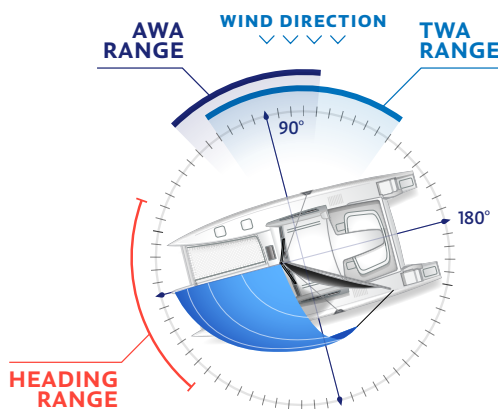 WIND DIRECTION
AWA
RANGE
TWA
RANGE
90°
180°
HEADING
RANGE